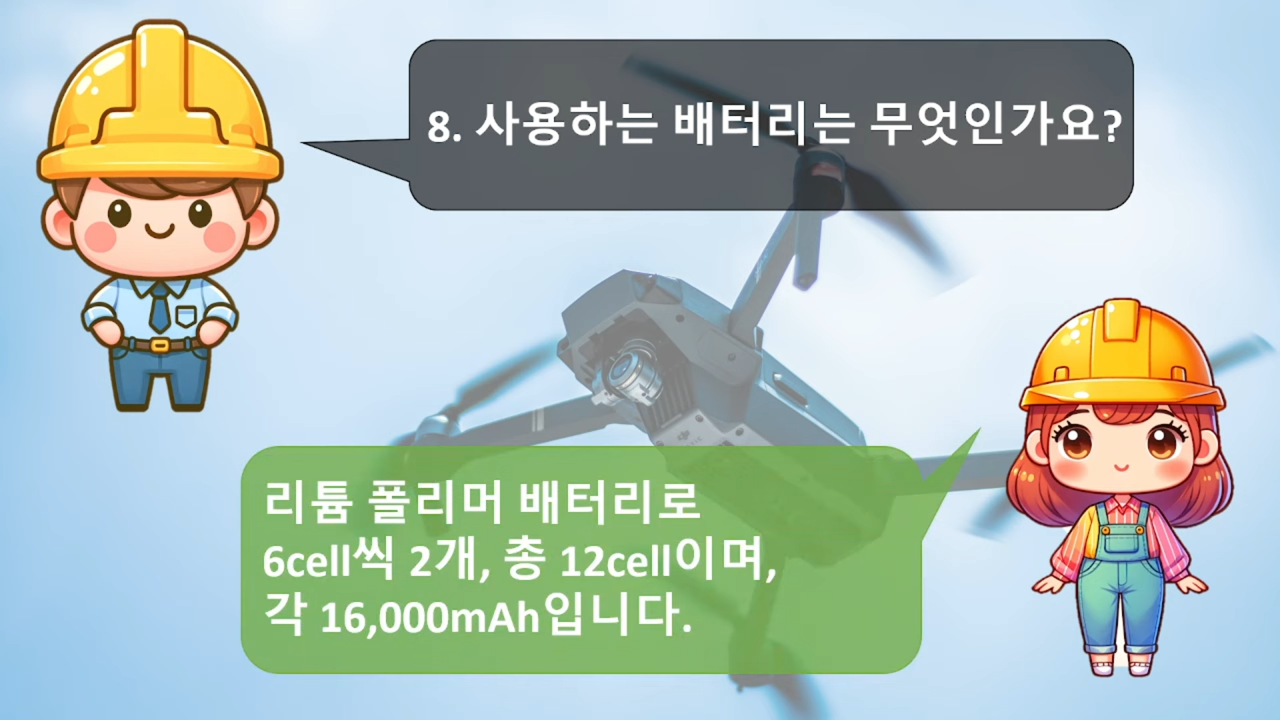 8. 사용하는 배터리는 무엇인가요?
리튬 폴리머 배터리로
6cell씩 2개, 총 12cell이며,
각 16,000mAh입니다.